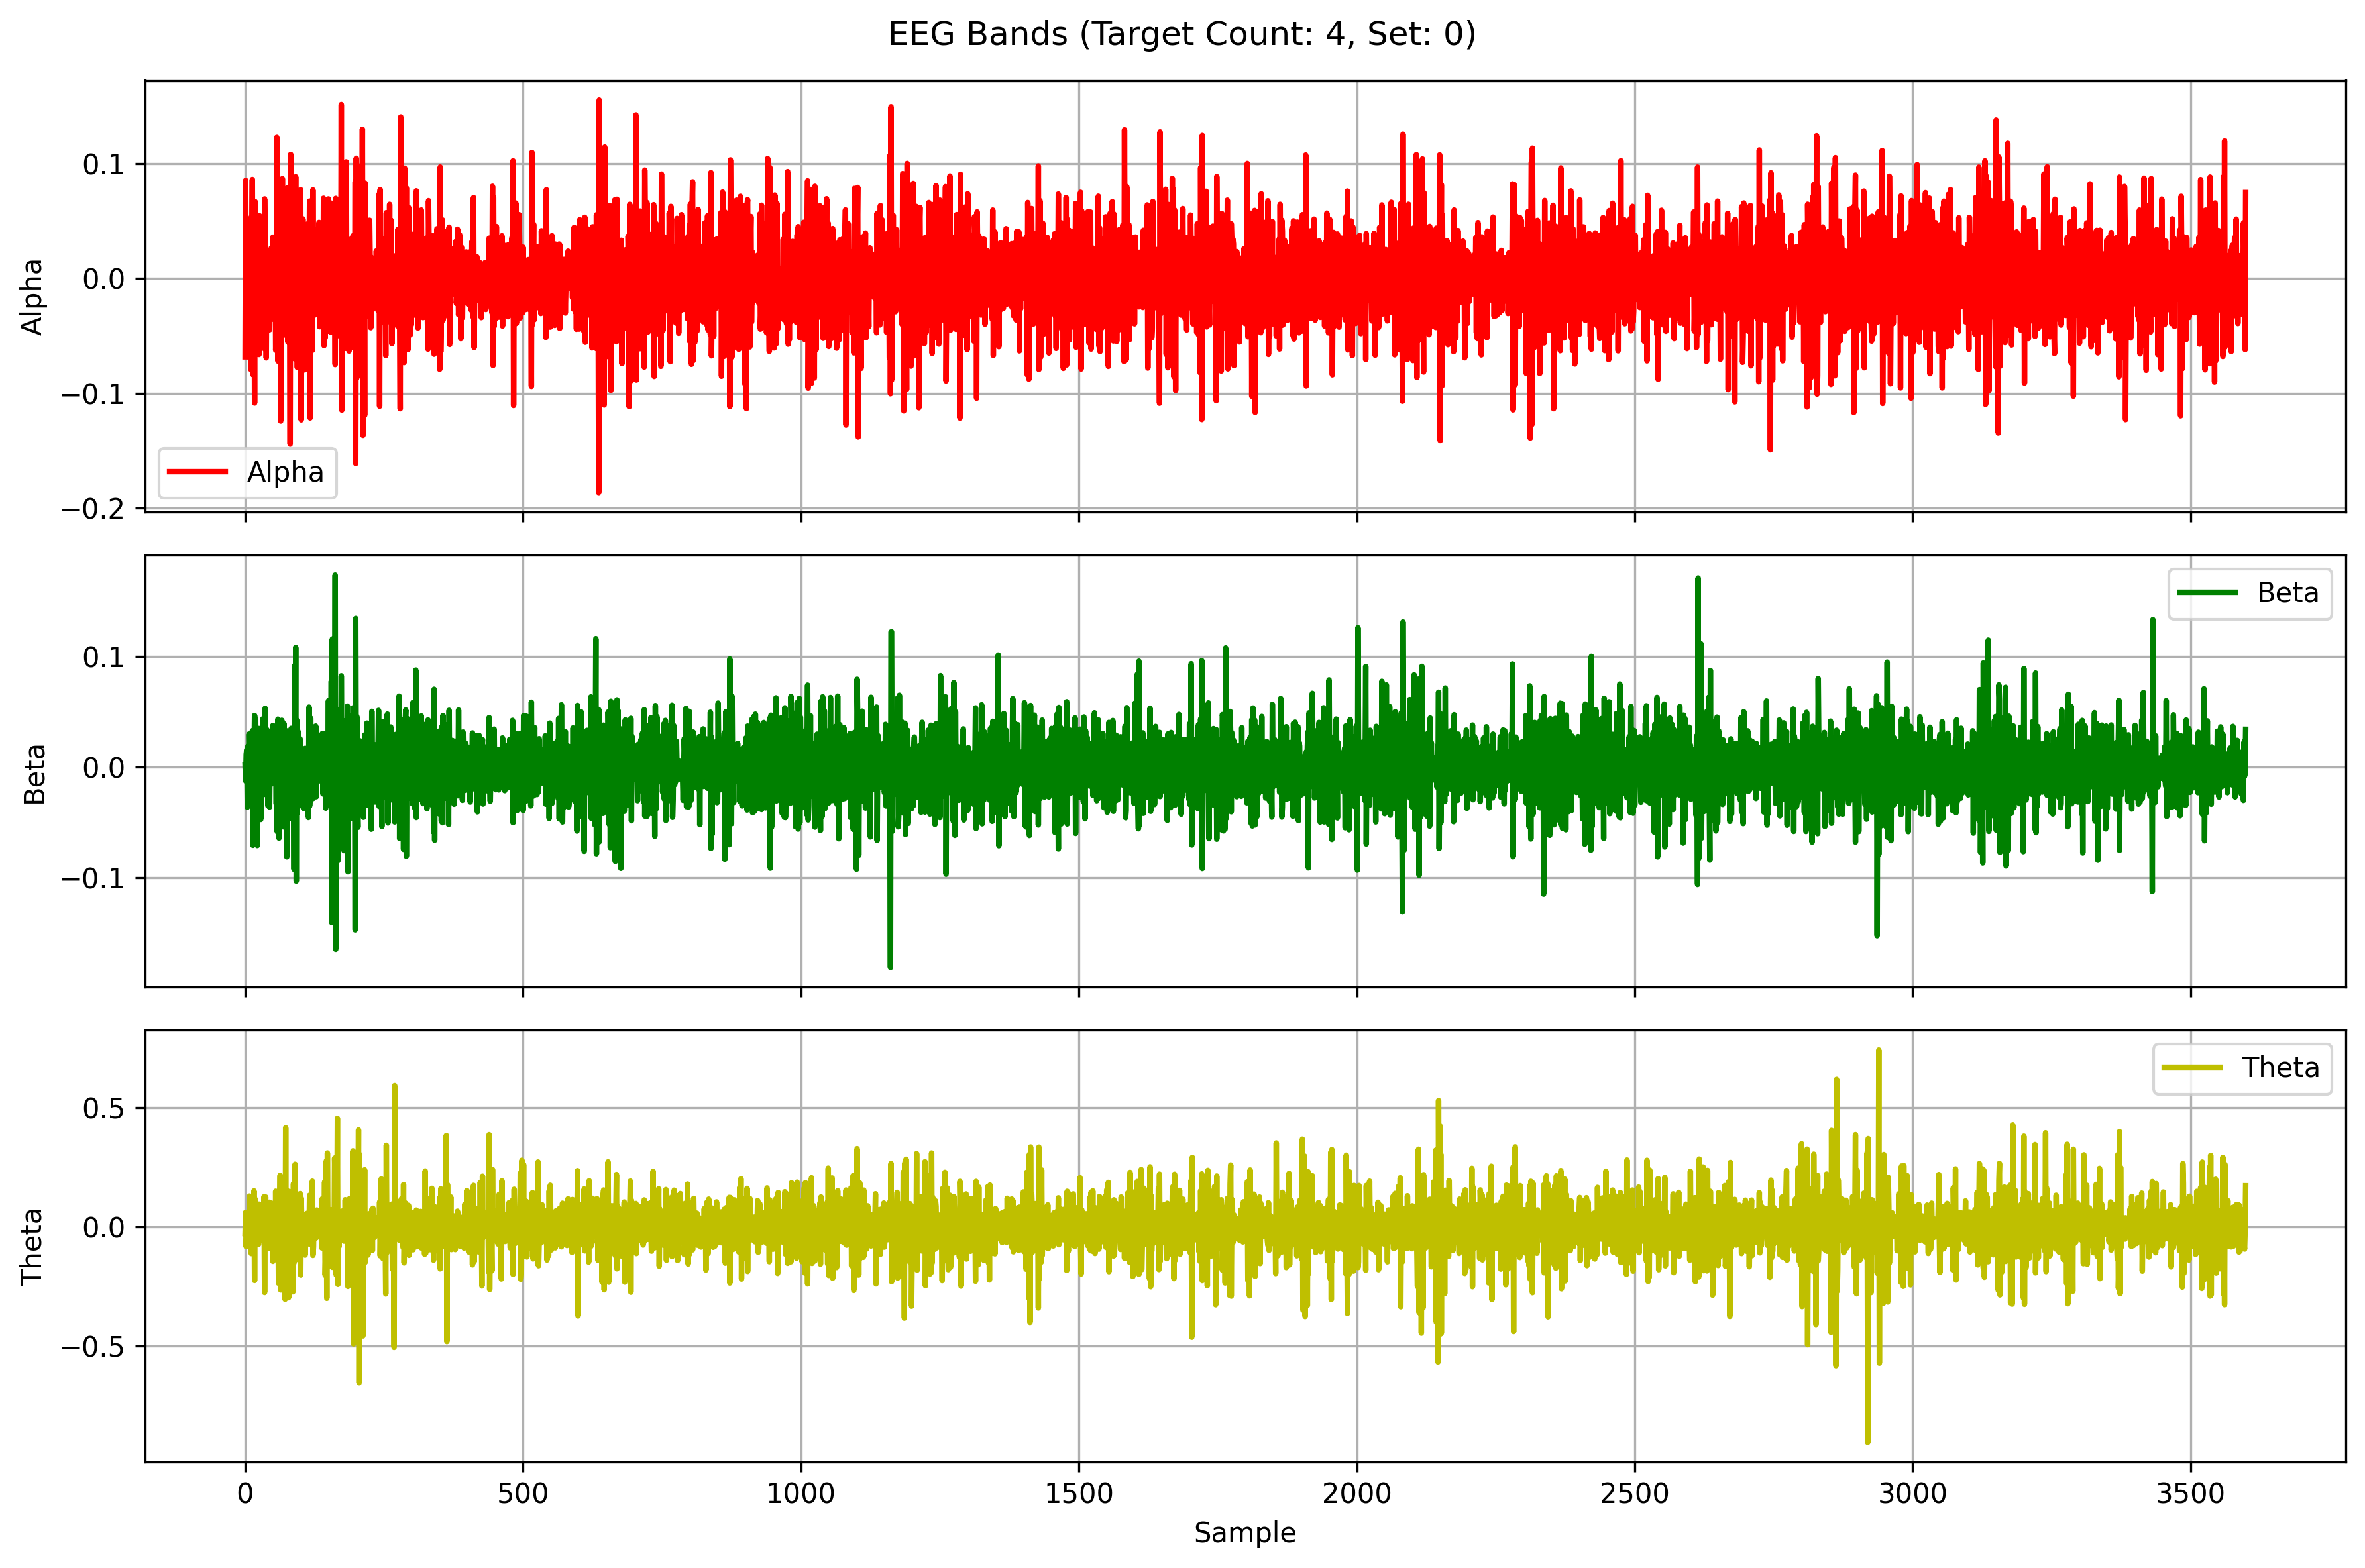 EEG Bands (Target Count: 4, Set: 0)
0.1
0.0
−0.1
−0.2
Alpha
Alpha
0.1
0.0
−0.1
Beta
Beta
0.5
0.0
−0.5
Theta
Theta
0 500 1000 1500 2000 2500 3000 3500
Sample